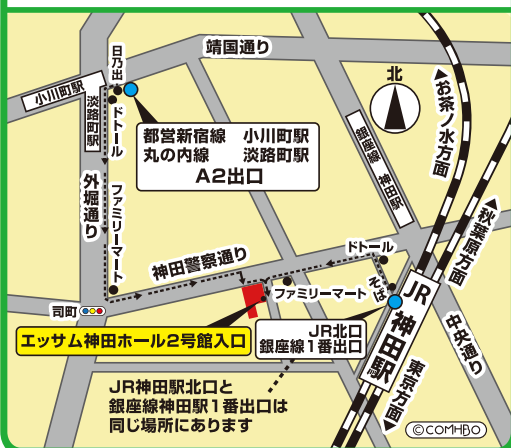 靖国通り
日乃出
小川町駅
淡路町駅
ドトール
都営新宿線 小川町駅
丸の内線 淡路町駅
A2出口
北
▲お茶ノ水方面
銀座線 神田駅
外堀通り
ファミリーマート
▲秋葉原方面
神田警察通り
ドトール
そば
ファミリーマート
司町
エッサム神田ホール2号館入口
JR北口
銀座線1番出口
JR神田駅
中央通り
東京方面▼
JR神田駅北口と
銀座線神田駅1番出口は
同じ場所にあります
©COMHBO